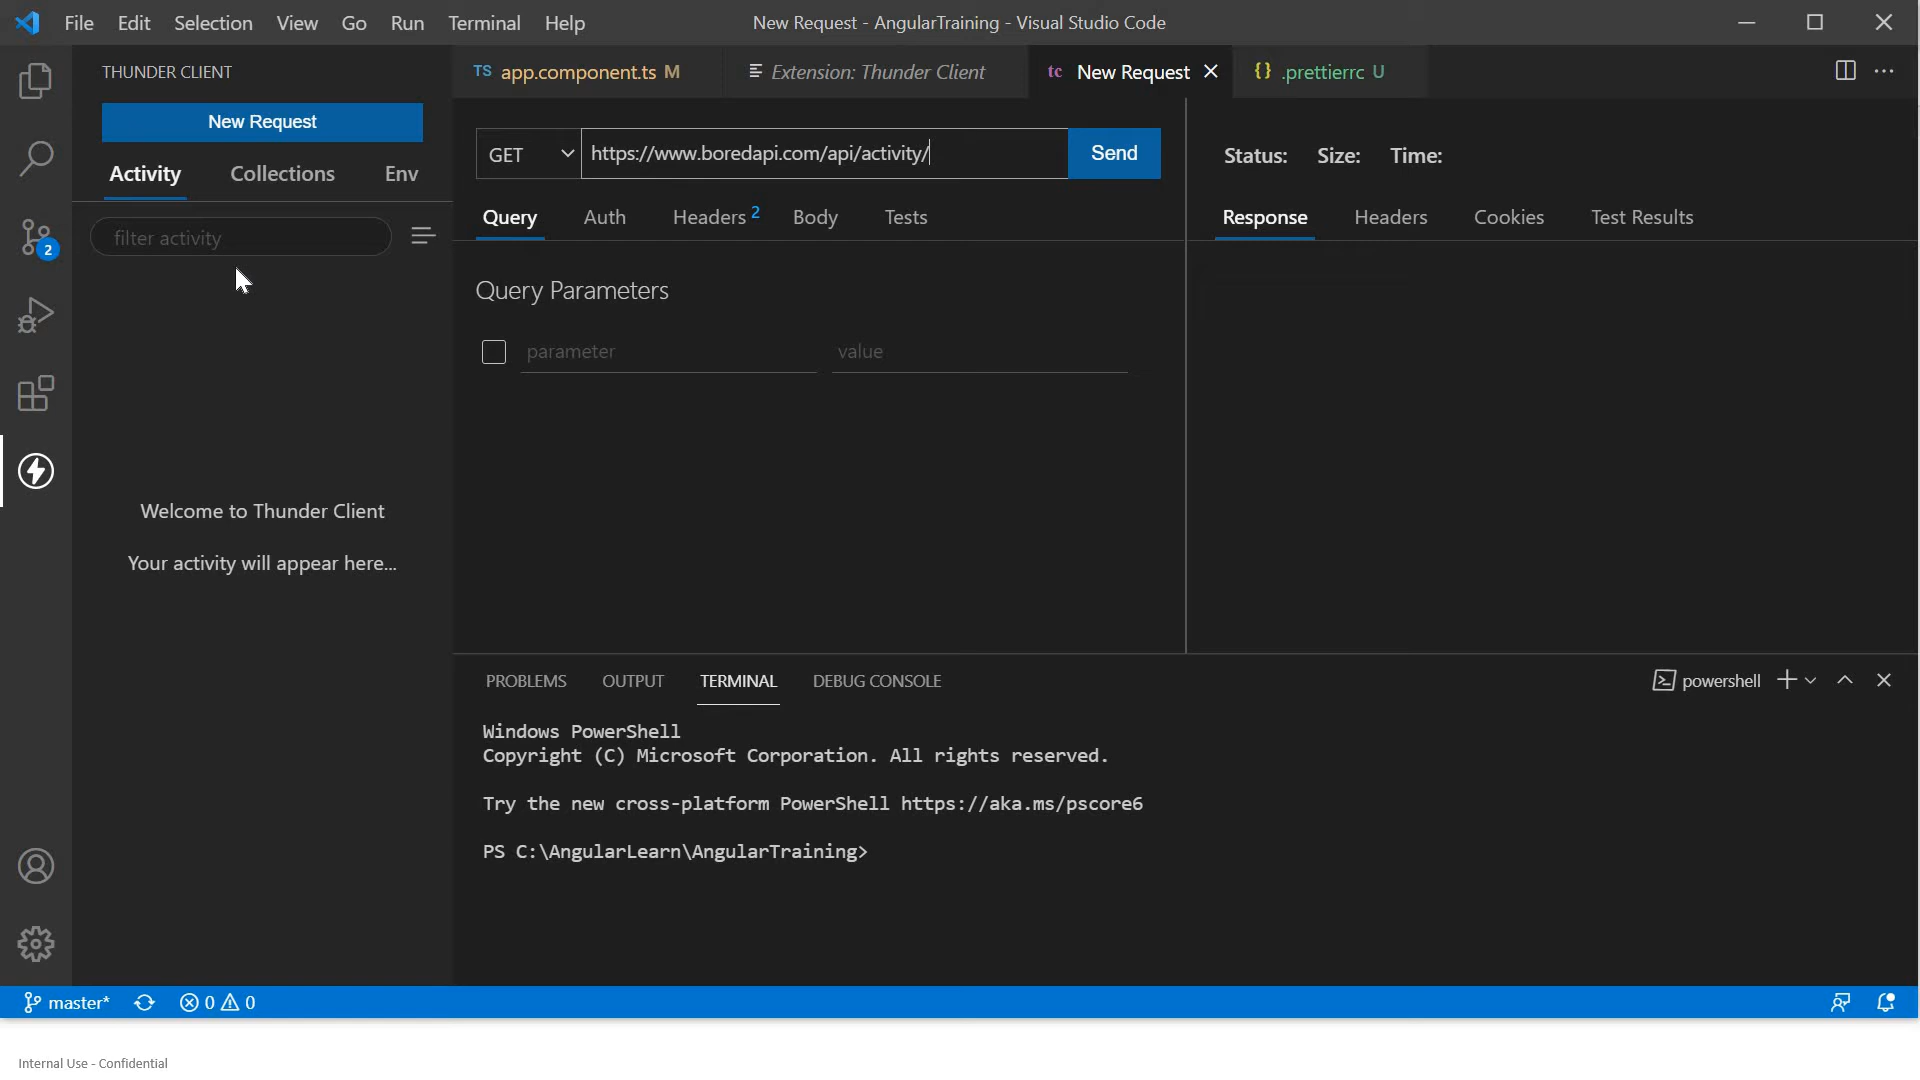 File Edit Selection View Go Run Terminal Help New Request - AngularTraining - Visual Studio Code
THUNDER CLIENT
New Request
Activity Collections Env
filter activity
Welcome to Thunder Client
Your activity will appear here...
TS app.component.ts M Extension: Thunder Client tc New Request {} .prettierrc U
GET https://www.boredapi.com/api/activity/ Send
Query Auth Headers 2 Body Tests
Query Parameters
parameter value
Status: Size: Time:
Response Headers Cookies Test Results
PROBLEMS OUTPUT TERMINAL DEBUG CONSOLE powershell
Windows PowerShell
Copyright (C) Microsoft Corporation. All rights reserved.
Try the new cross-platform PowerShell https://aka.ms/pscore6
PS C:\AngularLearn\AngularTraining>
2
master* 0 0
Internal Use - Confidential